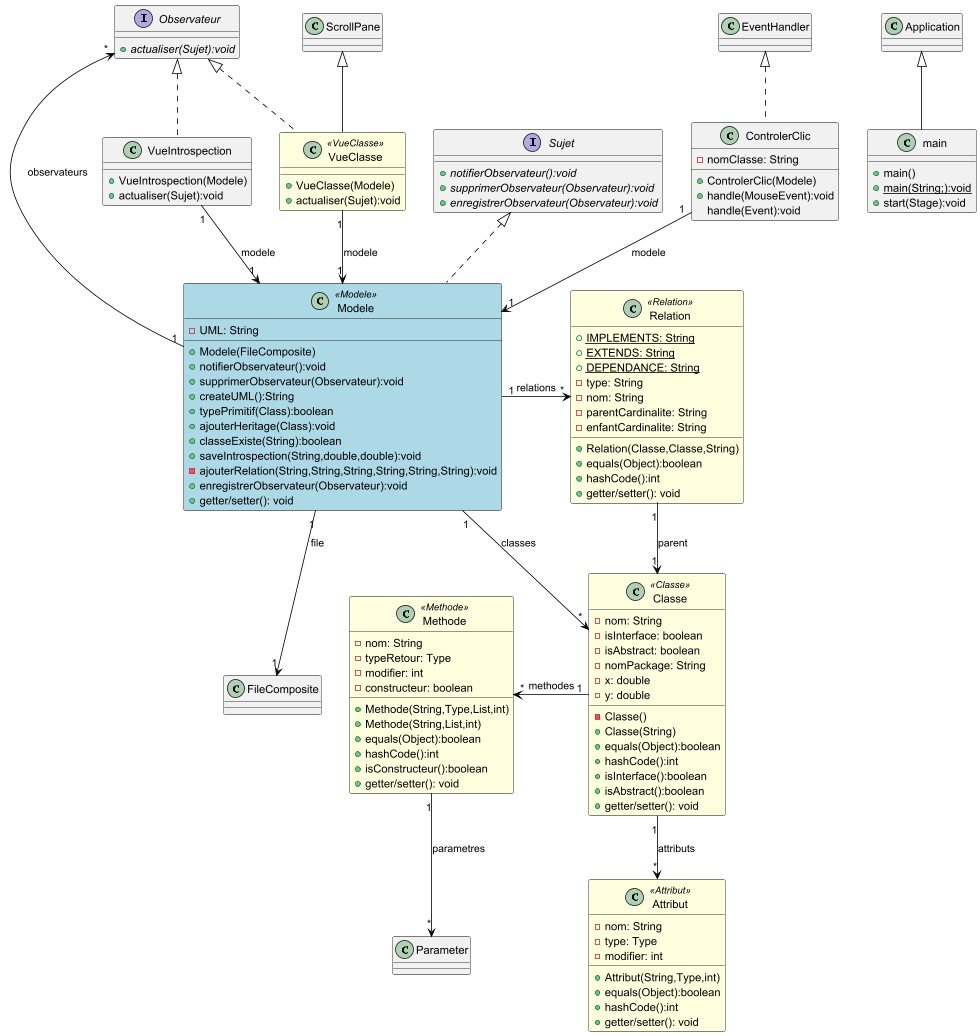 I Observateur
actualiser(Sujet):void
C ScrollPane
C EventHandler
C Application
*
observateurs
1
C VueIntrospection
VueIntrospection(Modele)
actualiser(Sujet):void
1
modele
1
«VueClasse»
C VueClasse
VueClasse(Modele)
actualiser(Sujet):void
1
modele
1
I Sujet
notifierObservateur():void
supprimerObservateur(Observateur):void
enregistrerObservateur(Observateur):void
C ControlerClic
nomClasse: String
ControlerClic(Modele)
handle(MouseEvent):void
handle(Event):void
1
modele
1
C main
main()
main(String;):void
start(Stage):void
«Modele»
C Modele
UML: String
Modele(FileComposite)
notifierObservateur():void
supprimerObservateur(Observateur):void
createUML():String
typePrimitif(Class):boolean
ajouterHeritage(Class):void
classeExiste(String):boolean
saveIntrospection(String,double,double):void
ajouterRelation(String,String,String,String,String,String):void
enregistrerObservateur(Observateur):void
getter/setter(): void
1 relations *
«Relation»
C Relation
IMPLEMENTS: String
EXTENDS: String
DEPENDANCE: String
type: String
nom: String
parentCardinalite: String
enfantCardinalite: String
Relation(Classe,Classe,String)
equals(Object):boolean
hashCode():int
getter/setter(): void
1
file
1
1
classes
*
1
parent
1
C FileComposite
«Methode»
C Methode
nom: String
typeRetour: Type
modifier: int
constructeur: boolean
Methode(String,Type,List,int)
Methode(String,List,int)
equals(Object):boolean
hashCode():int
isConstructeur():boolean
getter/setter(): void
* methodes 1
«Classe»
C Classe
nom: String
isInterface: boolean
isAbstract: boolean
nomPackage: String
x: double
y: double
Classe()
Classe(String)
equals(Object):boolean
hashCode():int
isInterface():boolean
isAbstract():boolean
getter/setter(): void
1
parametres
*
C Parameter
1
attributs
*
«Attribut»
C Attribut
nom: String
type: Type
modifier: int
Attribut(String,Type,int)
equals(Object):boolean
hashCode():int
getter/setter(): void